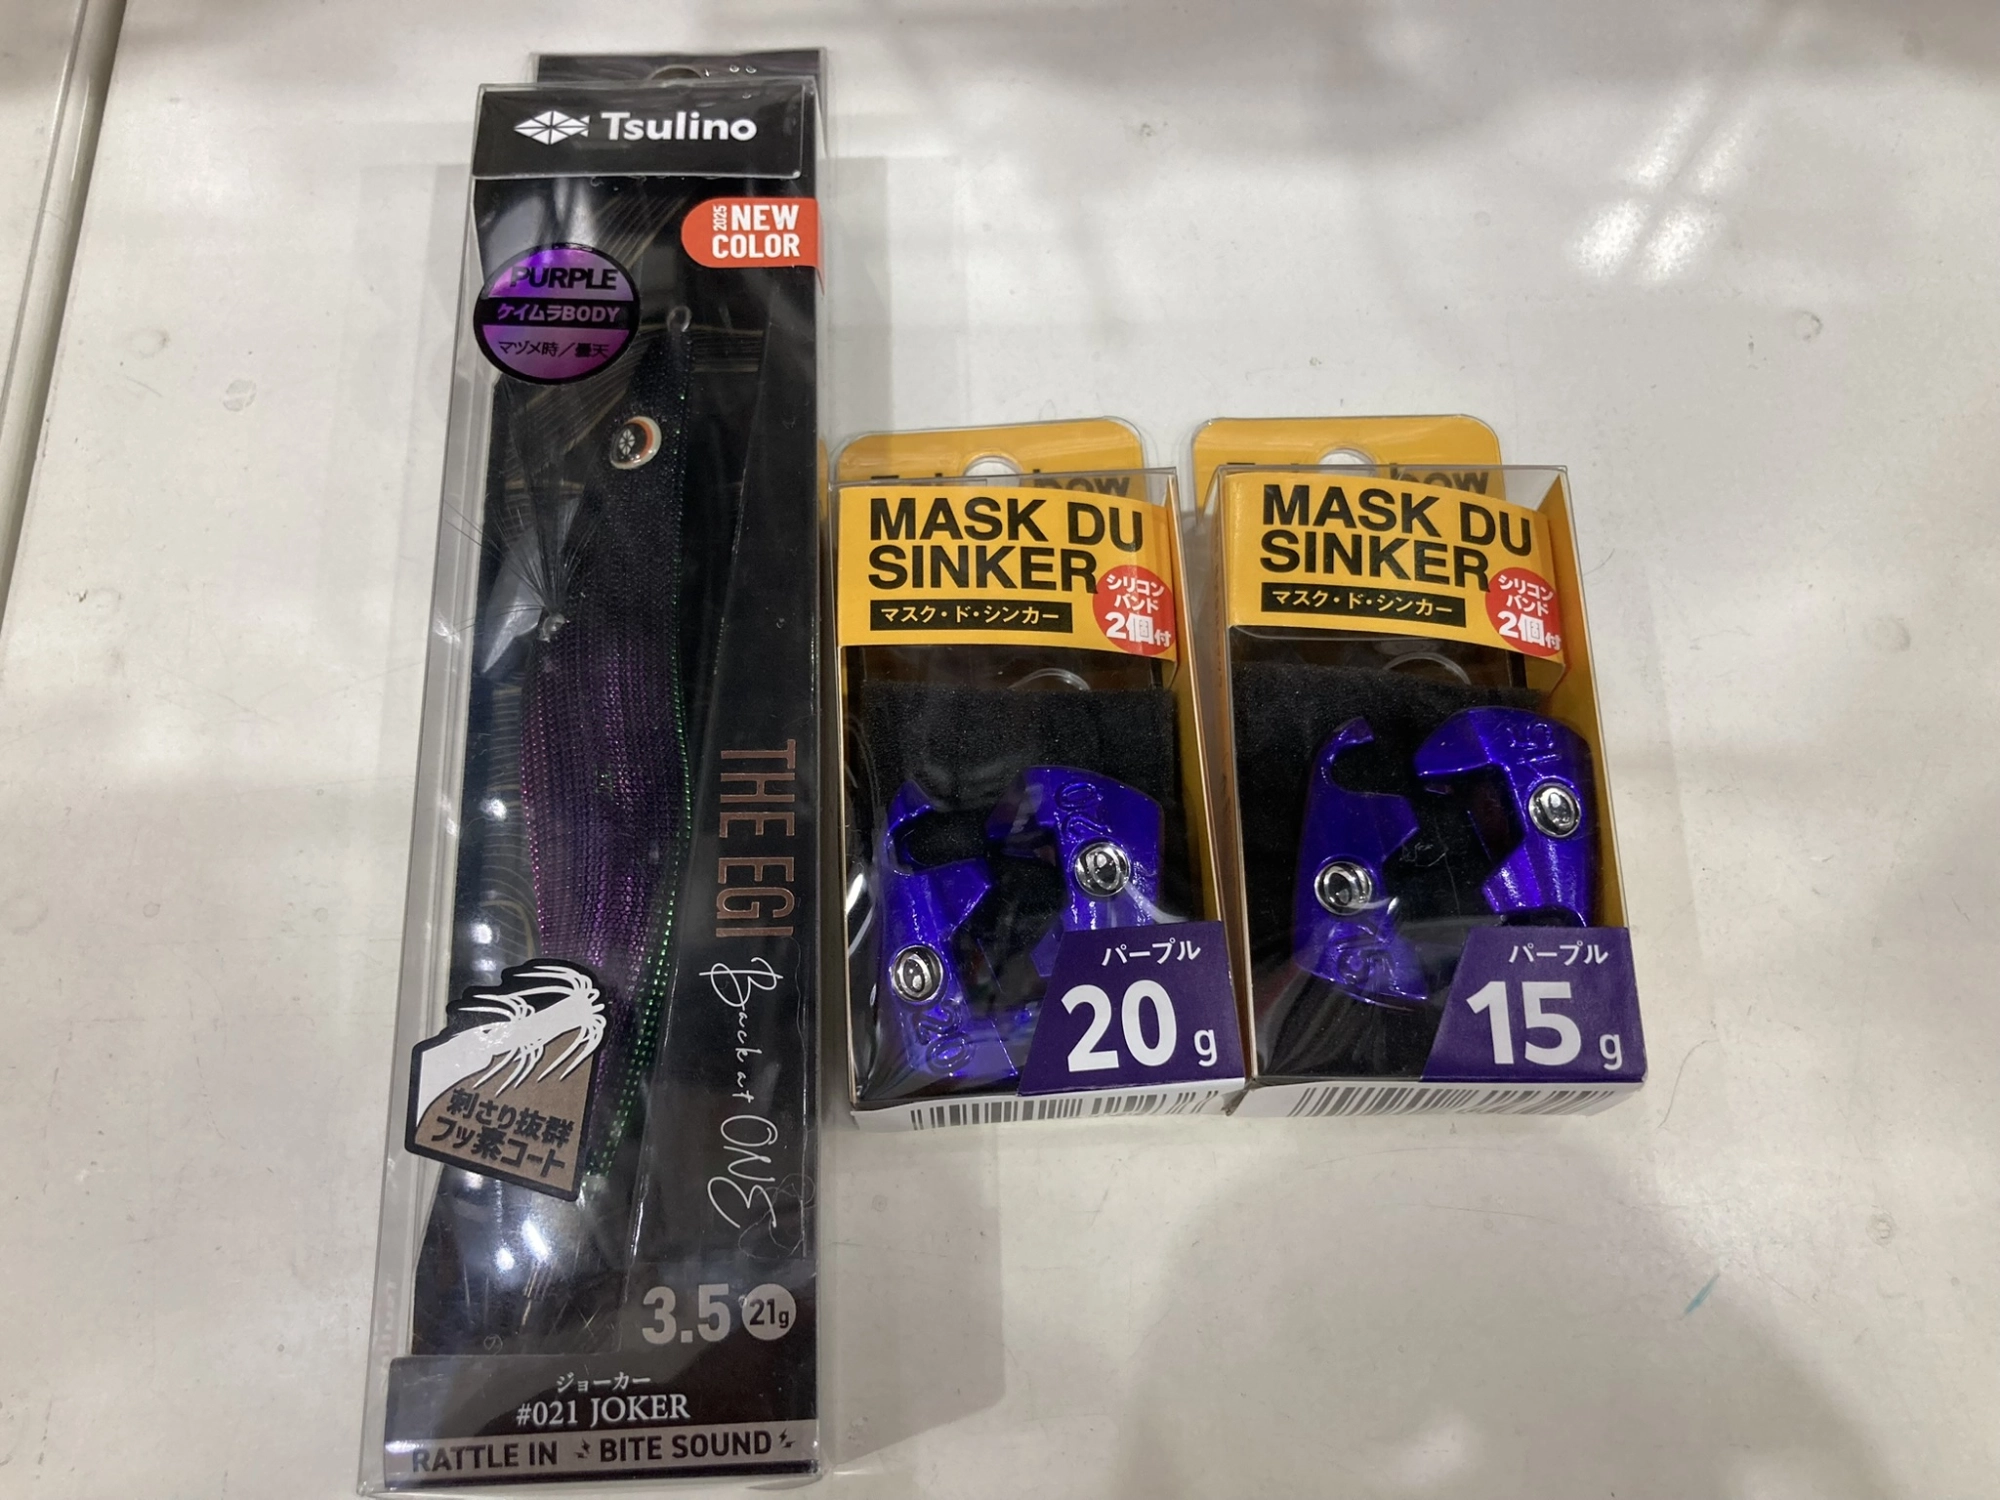 Tsulino
2025 NEW
COLOR
PURPLE
ケイムラBODY
マヅメ時／曇天
THE EGI
Back at ONE
刺さり抜群
フッ素コート
3.5 21g
ジョーカー
#021 JOKER
RATTLE IN BITE SOUND
MASK DU
SINKER
マスク・ド・シンカー
シリコン
バンド
2個付
20
20
パープル
20g
MASK DU
SINKER
マスク・ド・シンカー
シリコン
バンド
2個付
15
15
パープル
15g